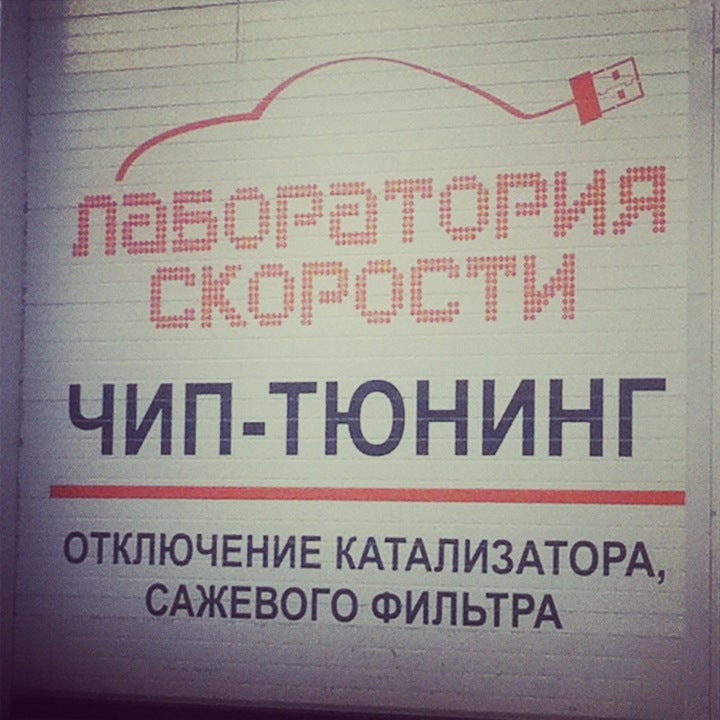 ЛаБОРаТОРИЯ
СКОРОСТИ
ЧИП-ТЮНИНГ
ОТКЛЮЧЕНИЕ КАТАЛИЗАТОРА,
САЖЕВОГО ФИЛЬТРА